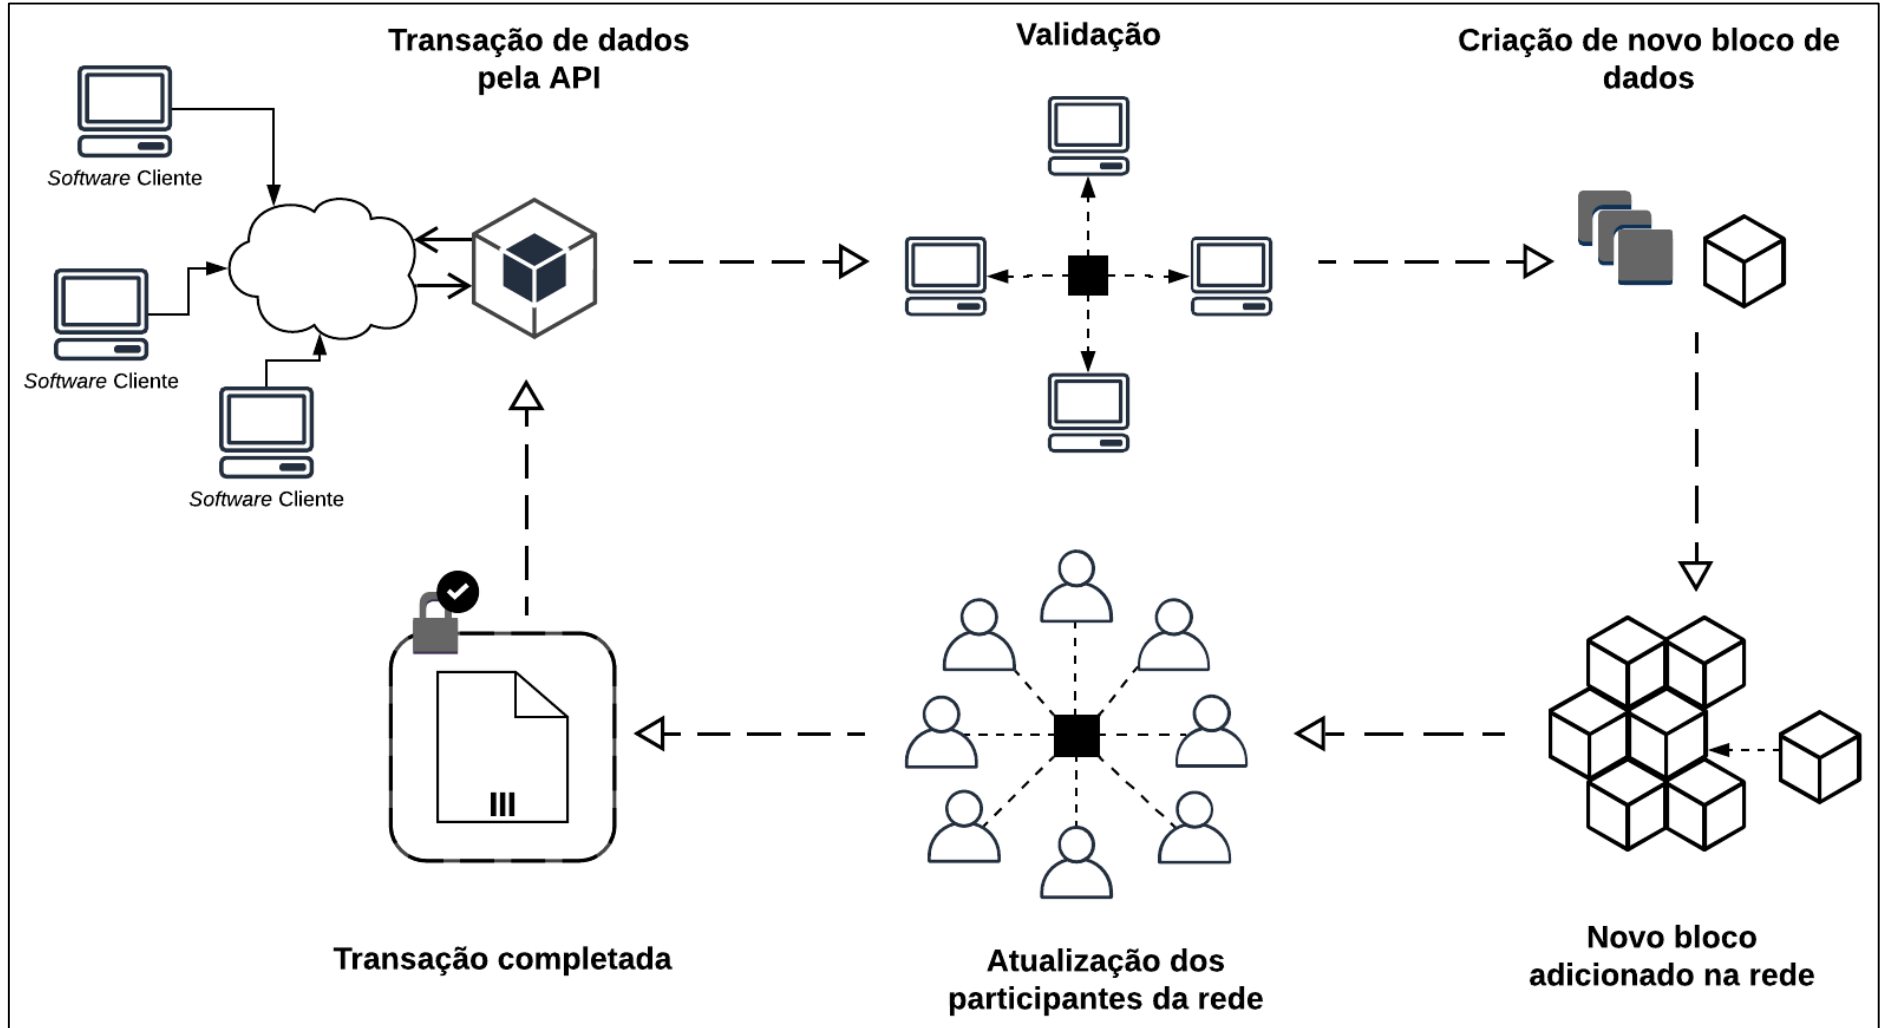 Transação de dados
pela API
Validação
Criação de novo bloco de
dados
Software Cliente
Software Cliente
Software Cliente
Transação completada
Atualização dos
participantes da rede
Novo bloco
adicionado na rede